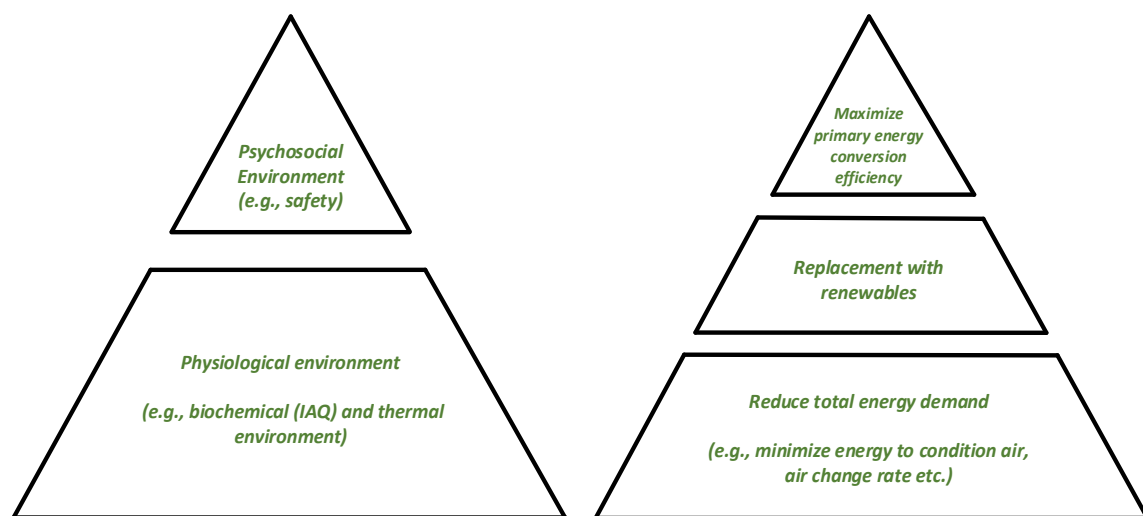 Psychosocial
Environment
(e.g., safety)
Physiological environment
(e.g., biochemical (IAQ) and thermal
environment)
Maximize
primary energy
conversion
efficiency
Replacement with
renewables
Reduce total energy demand
(e.g., minimize energy to condition air,
air change rate etc.)